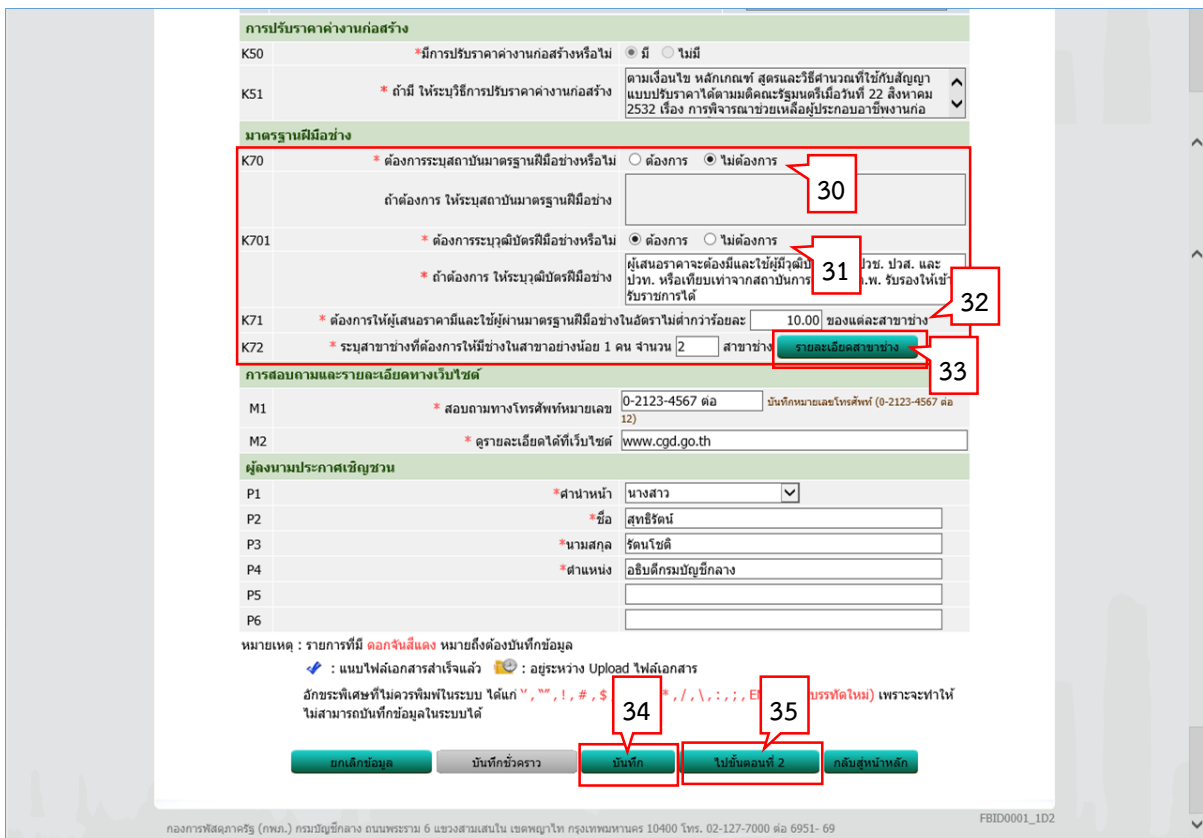 การปรับราคาค่างานก่อสร้าง
K50 *มีการปรับราคาค่างานก่อสร้างหรือไม่ มี ไม่มี
K51 * ถ้ามี ให้ระบุวิธีการปรับราคาค่างานก่อสร้าง
ตามเงื่อนไข หลักเกณฑ์ สูตรและวิธีคำนวณที่ใช้กับสัญญา
แบบปรับราคาได้ตามมติคณะรัฐมนตรีเมื่อวันที่ 22 สิงหาคม
2532 เรื่อง การพิจารณาช่วยเหลือผู้ประกอบอาชีพงานก่อ
มาตรฐานฝีมือช่าง
K70 * ต้องการระบุสถาบันมาตรฐานฝีมือช่างหรือไม่ ต้องการ ไม่ต้องการ
30
ถ้าต้องการ ให้ระบุสถาบันมาตรฐานฝีมือช่าง
K701 * ต้องการระบุวุฒิบัตรฝีมือช่างหรือไม่ ต้องการ ไม่ต้องการ
31
* ถ้าต้องการ ให้ระบุวุฒิบัตรฝีมือช่าง
ผู้เสนอราคาจะต้องมีและใช้ผู้มีวุฒิบ ปวช. ปวส. และ
ปวท. หรือเทียบเท่าจากสถาบันการ .พ. รับรองให้เข้า
รับราชการได้
32
K71 * ต้องการให้ผู้เสนอราคามีและใช้ผู้ผ่านมาตรฐานฝีมือช่างในอัตราไม่ต่ำกว่าร้อยละ 10.00 ของแต่ละสาขาช่าง
K72 * ระบุสาขาช่างที่ต้องการให้มีช่างในสาขาอย่างน้อย 1 คน จำนวน 2 สาขาช่าง รายละเอียดสาขาช่าง
33
การสอบถามและรายละเอียดทางเว็บไซต์
M1 * สอบถามทางโทรศัพท์หมายเลข 0-2123-4567 ต่อ บันทึกหมายเลขโทรศัพท์ (0-2123-4567 ต่อ
12)
M2 * ดูรายละเอียดได้ที่เว็บไซต์ www.cgd.go.th
ผู้ลงนามประกาศเชิญชวน
P1 *คำนำหน้า นางสาว
P2 *ชื่อ สุทธิรัตน์
P3 *นามสกุล รัตนโชติ
P4 *ตำแหน่ง อธิบดีกรมบัญชีกลาง
P5
P6
หมายเหตุ : รายการที่มี ดอกจันสีแดง หมายถึงต้องบันทึกข้อมูล
: แนบไฟล์เอกสารสำเร็จแล้ว : อยู่ระหว่าง Upload ไฟล์เอกสาร
อักขระพิเศษที่ไม่ควรพิมพ์ในระบบ ได้แก่ ‘’ , “” , ! , # , $ * , / , \ , : , ; , บรรทัดใหม่) เพราะจะทำให้
ไม่สามารถบันทึกข้อมูลในระบบได้
34 35
ยกเลิกข้อมูล บันทึกชั่วคราว บันทึก ไปขั้นตอนที่ 2 กลับสู่หน้าหลัก
FBID0001_1D2
กองการพัสดุภาครัฐ (กพภ.) กรมบัญชีกลาง ถนนพระราม 6 แขวงสามเสนใน เขตพญาไท กรุงเทพมหานคร 10400 โทร. 02-127-7000 ต่อ 6951- 69